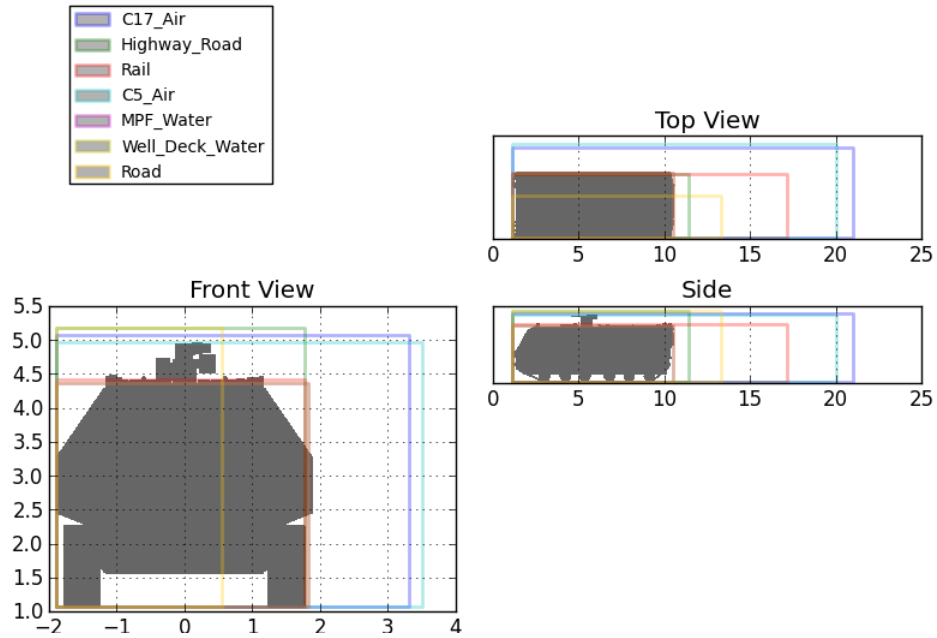 C17_Air
Highway_Road
Rail
C5_Air
MPF_Water
Well_Deck_Water
Road
Top View
0 5 10 15 20 25
Front View
5.5
5.0
4.5
4.0
3.5
3.0
2.5
2.0
1.5
1.0
−2 −1 0 1 2 3 4
Side
0 5 10 15 20 25